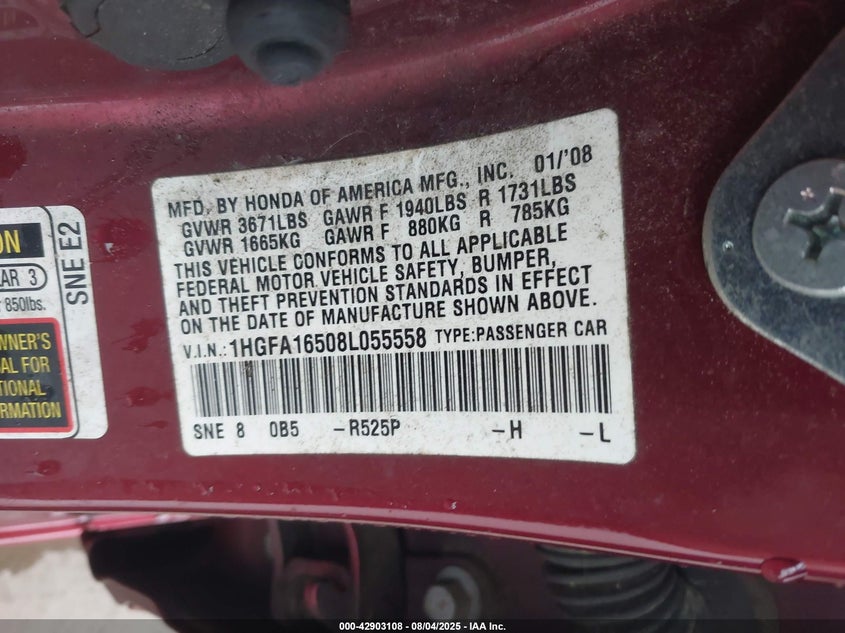 MFD. BY HONDA OF AMERICA MFG., INC. 01/'08
GVWR 3671LBS GAWR F 1940LBS R 1731LBS
GVWR 1665KG GAWR F 880KG R 785KG
THIS VEHICLE CONFORMS TO ALL APPLICABLE
FEDERAL MOTOR VEHICLE SAFETY, BUMPER,
AND THEFT PREVENTION STANDARDS IN EFFECT
ON THE DATE OF MANUFACTURE SHOWN ABOVE.
V.I.N.:1HGFA16508L055558 TYPE:PASSENGER CAR
SNE 8 0B5 -R525P -H -L
ON
AR 3
850lbs.
SNE E2
WNER'S
AL FOR
TIONAL
ORMATION
000-42903108 - 08/04/2025 - IAA Inc.